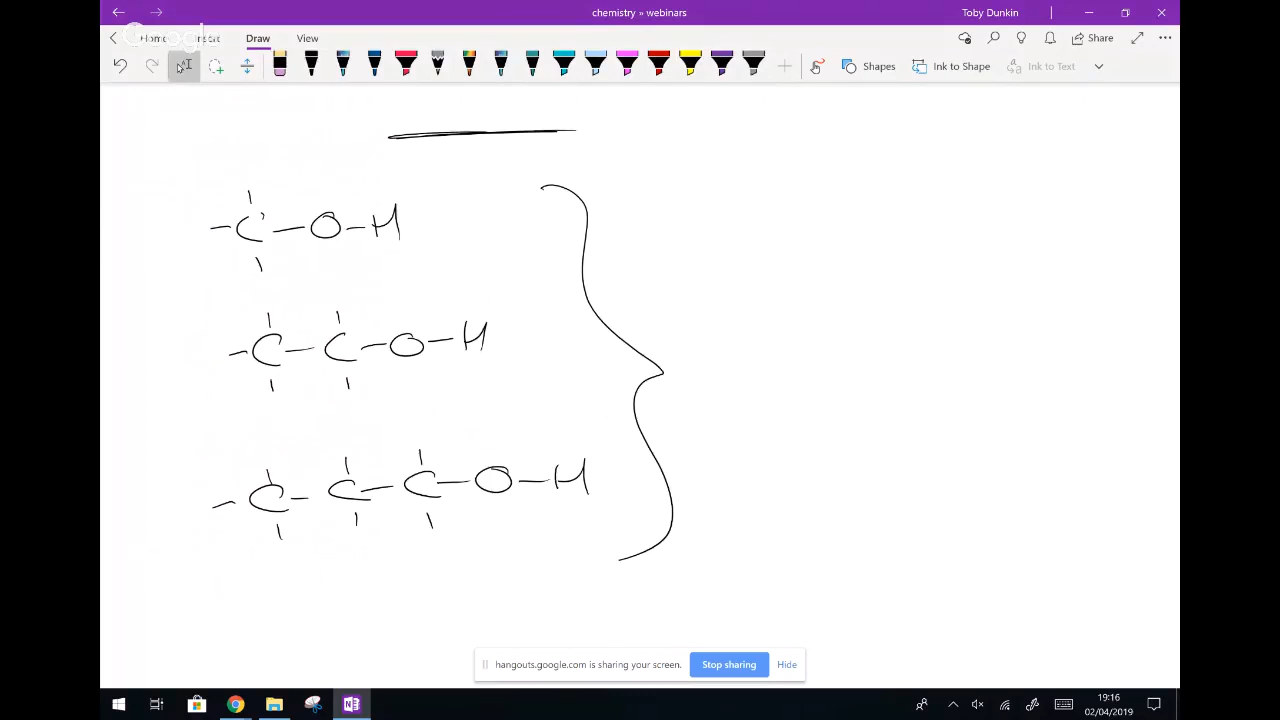 chemistry » webinars
Toby Dunkin
Google
Home Insert Draw View
Share
Shapes
Ink to Shape
Ink to Text
- C - O - H
- C - C - O - H
- C - C - C - O - H
hangouts.google.com is sharing your screen.
Stop sharing
Hide
19:16
02/04/2019